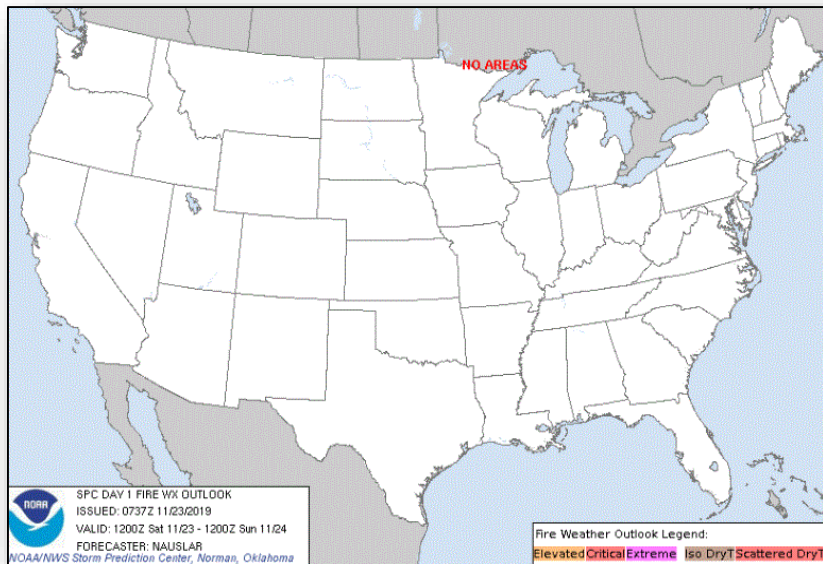 NO AREAS
NOAA
SPC DAY 1 FIRE WX OUTLOOK
ISSUED: 0737Z 11/23/2019
VALID: 1200Z Sat 11/23 - 1200Z Sun 11/24
FORECASTER: NAUSLAR
NOAA/NWS Storm Prediction Center, Norman, Oklahoma
Fire Weather Outlook Legend:
Elevated Critical Extreme Iso DryT Scattered DryT